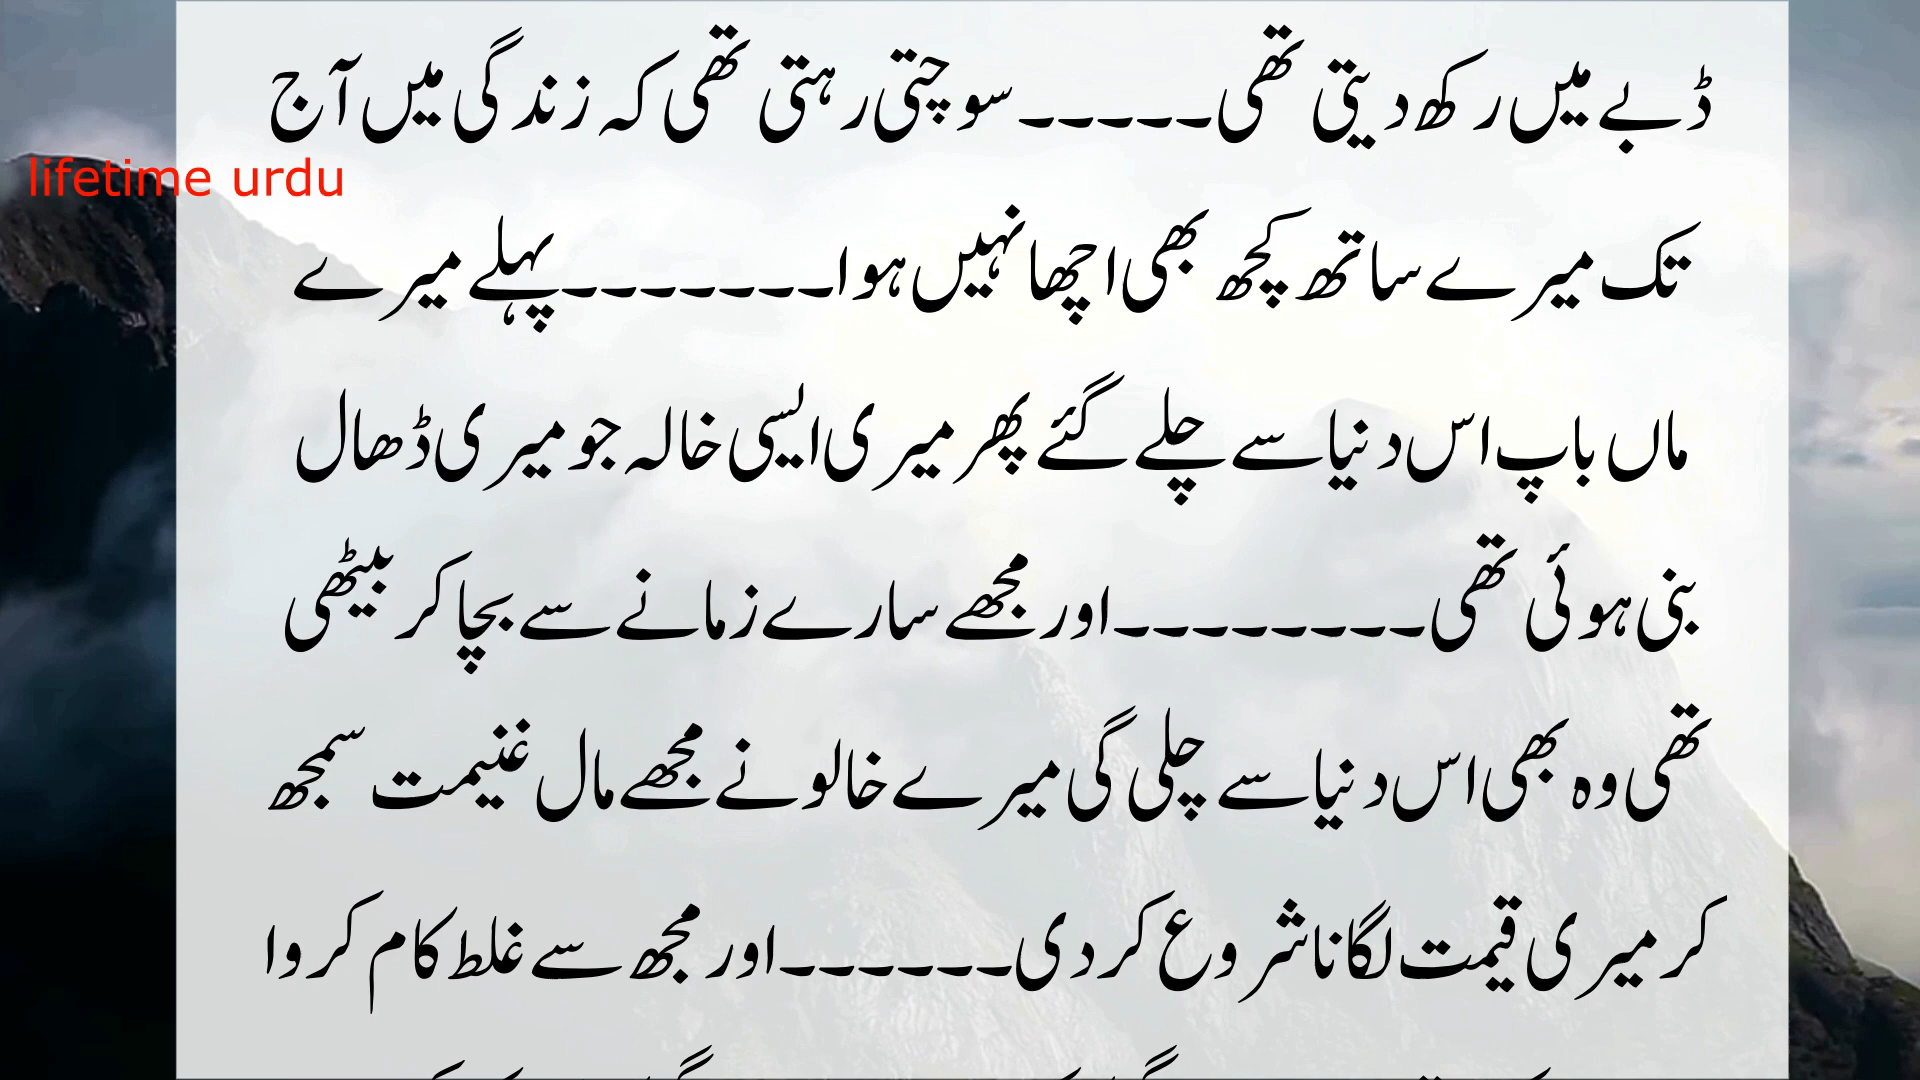 ڈبے میں رکھ دیتی تھی۔۔۔۔۔ سوچتی رہتی تھی کہ زندگی میں آج
lifetime urdu
تک میرے ساتھ کچھ بھی اچھا نہیں ہوا۔۔۔۔۔۔۔پہلے میرے
ماں باپ اس دنیا سے چلے گئے پھر میری ایسی خالہ جو میری ڈھال
بنی ہوئی تھی۔۔۔۔۔۔۔۔اور مجھے سارے زمانے سے بچا کر بیٹھی
تھی وہ بھی اس دنیا سے چلی گی میرے خالو نے مجھے مال غنیمت سمجھ
کر میری قیمت لگانا شروع کر دی۔۔۔۔۔۔اور مجھ سے غلط کام کروا